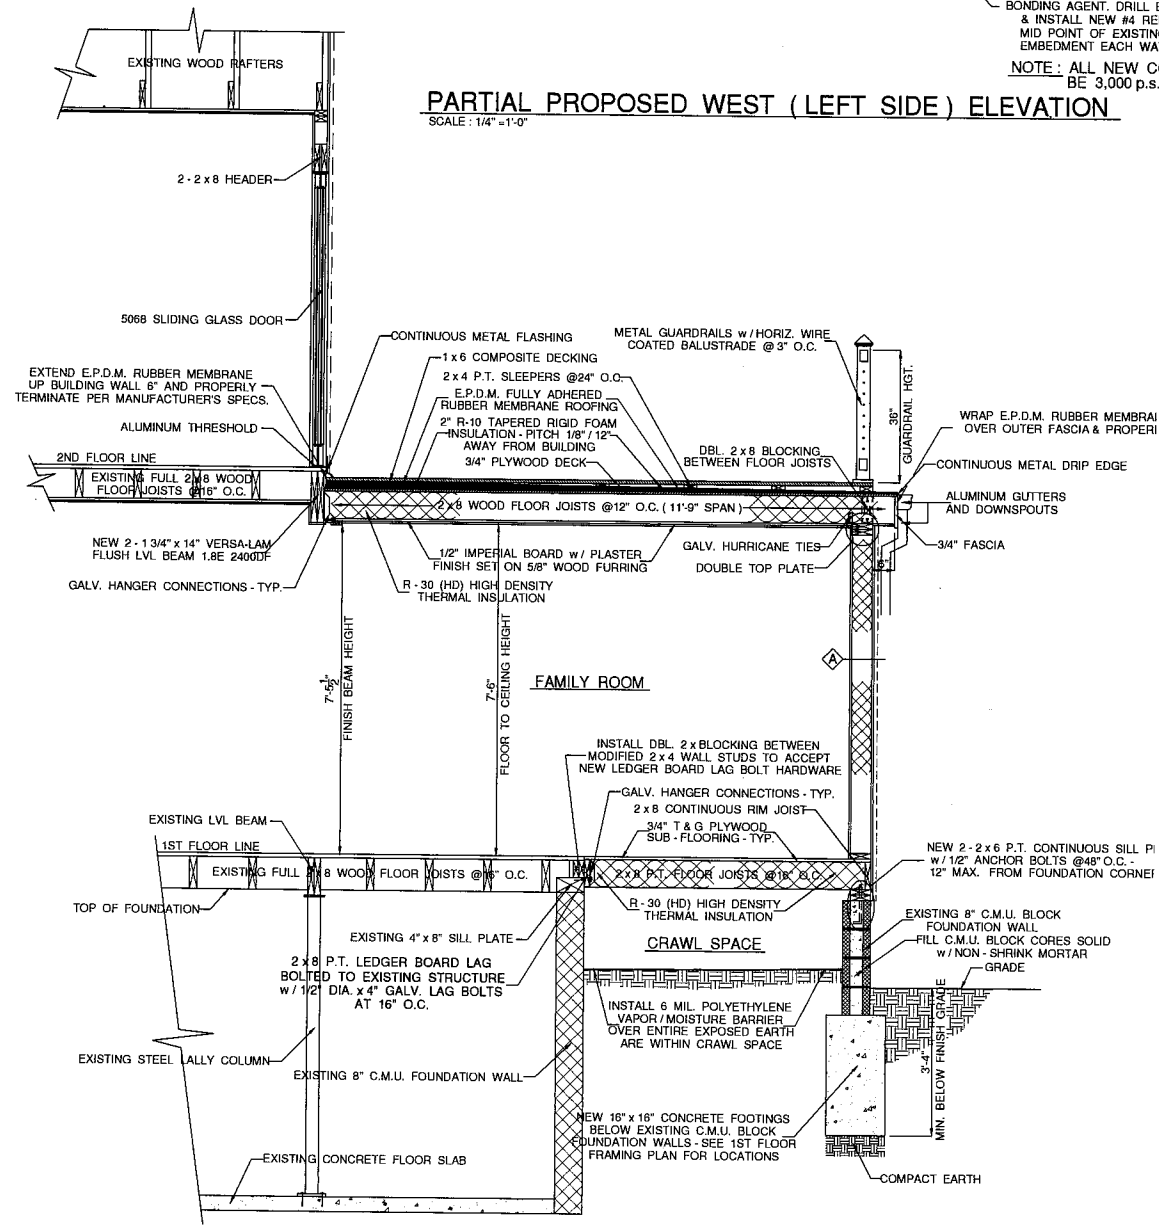 BONDING AGENT. DRILL
& INSTALL NEW #4
MID POINT OF
EMBEDMENT EACH
NOTE : ALL NEW
BE 3,000 p.s.
PARTIAL PROPOSED WEST ( LEFT SIDE ) ELEVATION
SCALE : 1/4" =1'-0"
EXISTING WOOD RAFTERS
2 - 2 x 8 HEADER
5068 SLIDING GLASS DOOR
EXTEND E.P.D.M. RUBBER MEMBRANE
UP BUILDING WALL 6" AND PROPERLY
TERMINATE PER MANUFACTURER'S SPECS.
ALUMINUM THRESHOLD
2ND FLOOR LINE
EXISTING FULL 2 x 8 WOOD
FLOOR JOISTS @16" O.C.
NEW 2 - 1 3/4" x 14" VERSA-LAM
FLUSH LVL BEAM 1.8E 2400DF
GALV. HANGER CONNECTIONS - TYP.
CONTINUOUS METAL FLASHING
1 x 6 COMPOSITE DECKING
2 x 4 P.T. SLEEPERS @24" O.C.
E.P.D.M. FULLY ADHERED
RUBBER MEMBRANE ROOFING
2" R-10 TAPERED RIGID FOAM
INSULATION - PITCH 1/8" / 12"
AWAY FROM BUILDING
3/4" PLYWOOD DECK
METAL GUARDRAILS w / HORIZ. WIRE
COATED BALUSTRADE @ 3" O.C.
36"
GUARDRAIL HGT.
DBL. 2 x 8 BLOCKING
BETWEEN FLOOR JOISTS
WRAP E.P.D.M. RUBBER
OVER OUTER FASCIA &
CONTINUOUS METAL DRIP EDGE
ALUMINUM GUTTERS
AND DOWNSPOUTS
3/4" FASCIA
6"
2 x 8 WOOD FLOOR JOISTS @12" O.C. ( 11'-9" SPAN )
1/2" IMPERIAL BOARD w / PLASTER
FINISH SET ON 5/8" WOOD FURRING
R - 30 (HD) HIGH DENSITY
THERMAL INSULATION
GALV. HURRICANE TIES
DOUBLE TOP PLATE
7'-5 1/2"
FINISH BEAM HEIGHT
7'-6"
FLOOR TO CEILING HEIGHT
FAMILY ROOM
A
INSTALL DBL. 2 x BLOCKING BETWEEN
MODIFIED 2 x 4 WALL STUDS TO ACCEPT
NEW LEDGER BOARD LAG BOLT HARDWARE
GALV. HANGER CONNECTIONS - TYP.
2 x 8 CONTINUOUS RIM JOIST
3/4" T & G PLYWOOD
SUB - FLOORING - TYP.
EXISTING LVL BEAM
1ST FLOOR LINE
EXISTING FULL 2 x 8 WOOD FLOOR JOISTS @16" O.C.
2 x 8 P.T. FLOOR JOISTS @16" O.C.
NEW 2 - 2 x 6 P.T. CONTINUOUS SILL
w / 1/2" ANCHOR BOLTS @48" O.C. -
12" MAX. FROM FOUNDATION
TOP OF FOUNDATION
EXISTING 4" x 8" SILL PLATE
2 x 8 P.T. LEDGER BOARD LAG
BOLTED TO EXISTING STRUCTURE
w / 1/2" DIA. x 4" GALV. LAG BOLTS
AT 16" O.C.
R - 30 (HD) HIGH DENSITY
THERMAL INSULATION
CRAWL SPACE
EXISTING 8" C.M.U. BLOCK
FOUNDATION WALL
FILL C.M.U. BLOCK CORES SOLID
w / NON - SHRINK MORTAR
GRADE
INSTALL 6 MIL. POLYETHYLENE
VAPOR / MOISTURE BARRIER
OVER ENTIRE EXPOSED EARTH
ARE WITHIN CRAWL SPACE
3'-4"
MIN. BELOW FINISH GRADE
EXISTING STEEL LALLY COLUMN
EXISTING 8" C.M.U. FOUNDATION WALL
NEW 16" x 16" CONCRETE FOOTINGS
BELOW EXISTING C.M.U. BLOCK
FOUNDATION WALLS - SEE 1ST FLOOR
FRAMING PLAN FOR LOCATIONS
EXISTING CONCRETE FLOOR SLAB
COMPACT EARTH